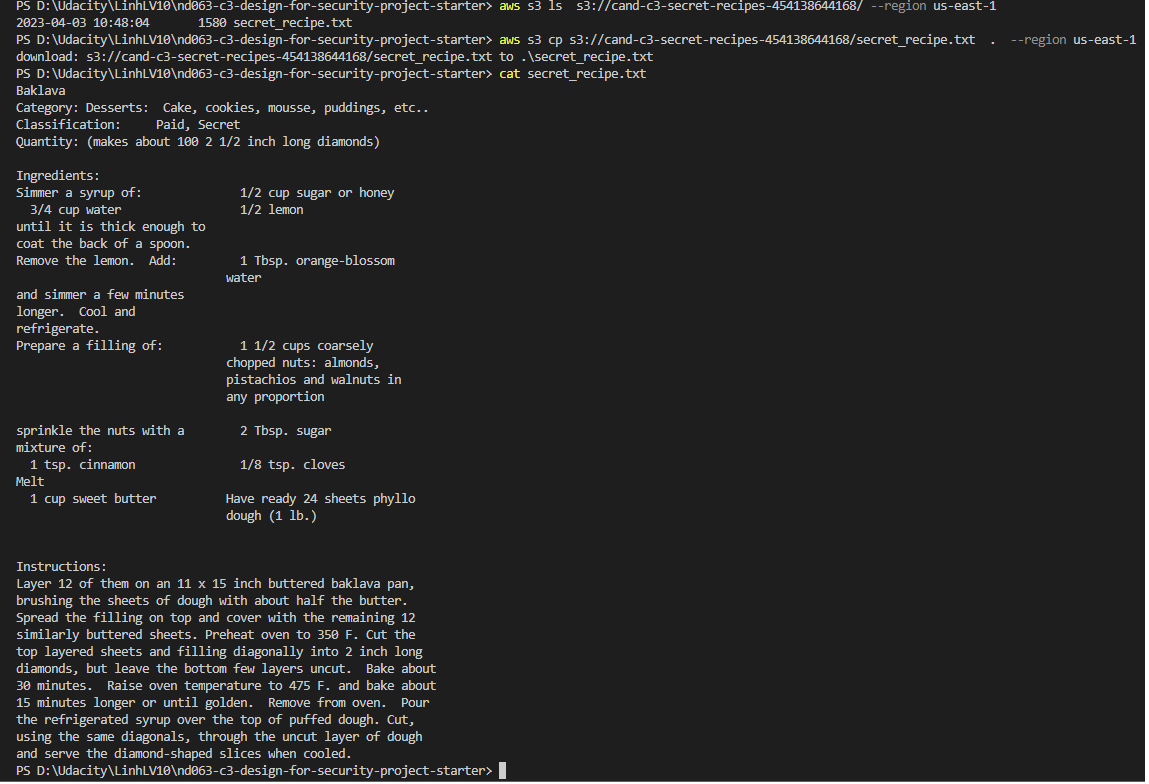 PS D:\Udacity\LinhLV10\nd063-c3-design-for-security-project-starter> aws s3 ls  s3://cand-c3-secret-recipes-454138644168/ --region us-east-1
2023-04-03 10:48:04       1580 secret_recipe.txt
PS D:\Udacity\LinhLV10\nd063-c3-design-for-security-project-starter> aws s3 cp s3://cand-c3-secret-recipes-454138644168/secret_recipe.txt  .  --region us-east-1
download: s3://cand-c3-secret-recipes-454138644168/secret_recipe.txt to .\secret_recipe.txt
PS D:\Udacity\LinhLV10\nd063-c3-design-for-security-project-starter> cat secret_recipe.txt
Baklava
Category: Desserts:  Cake, cookies, mousse, puddings, etc..
Classification:     Paid, Secret
Quantity: (makes about 100 2 1/2 inch long diamonds)

Ingredients:
Simmer a syrup of:              1/2 cup sugar or honey
  3/4 cup water                 1/2 lemon
until it is thick enough to
coat the back of a spoon.
Remove the lemon.  Add:         1 Tbsp. orange-blossom
                              water
and simmer a few minutes
longer.  Cool and
refrigerate.
Prepare a filling of:           1 1/2 cups coarsely
                              chopped nuts: almonds,
                              pistachios and walnuts in
                              any proportion

sprinkle the nuts with a        2 Tbsp. sugar
mixture of:
  1 tsp. cinnamon               1/8 tsp. cloves
Melt
  1 cup sweet butter          Have ready 24 sheets phyllo
                              dough (1 lb.)

Instructions:
Layer 12 of them on an 11 x 15 inch buttered baklava pan,
brushing the sheets of dough with about half the butter.
Spread the filling on top and cover with the remaining 12
similarly buttered sheets. Preheat oven to 350 F. Cut the
top layered sheets and filling diagonally into 2 inch long
diamonds, but leave the bottom few layers uncut.  Bake about
30 minutes.  Raise oven temperature to 475 F. and bake about
15 minutes longer or until golden.  Remove from oven.  Pour
the refrigerated syrup over the top of puffed dough. Cut,
using the same diagonals, through the uncut layer of dough
and serve the diamond-shaped slices when cooled.
PS D:\Udacity\LinhLV10\nd063-c3-design-for-security-project-starter>